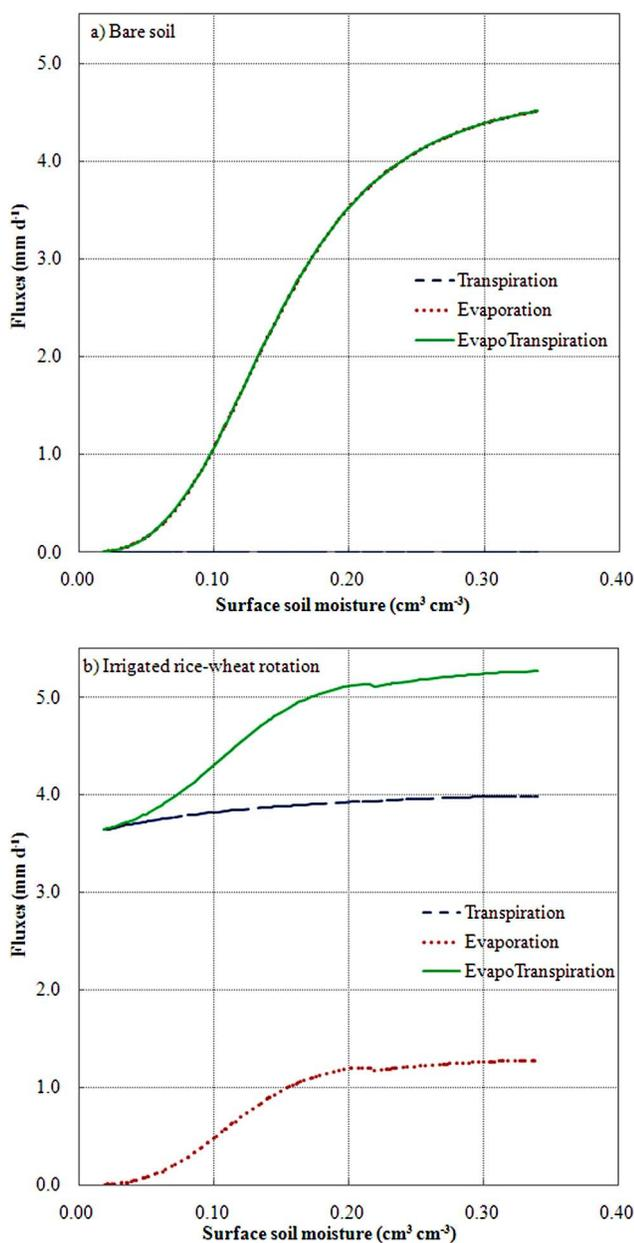 a) Bare soil
5.0
4.0
3.0
2.0
1.0
0.0
Fluxes (mm d⁻¹)
Transpiration
Evaporation
EvapoTranspiration
0.00 0.10 0.20 0.30 0.40
Surface soil moisture (cm³ cm⁻³)
b) Irrigated rice-wheat rotation
5.0
4.0
3.0
2.0
1.0
0.0
Fluxes (mm d⁻¹)
Transpiration
Evaporation
EvapoTranspiration
0.00 0.10 0.20 0.30 0.40
Surface soil moisture (cm³ cm⁻³)